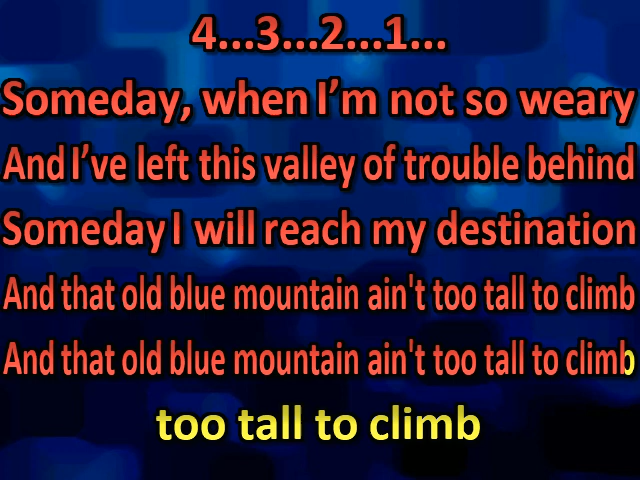 4...3...2...1...
Someday, when I’m not so weary
And I’ve left this valley of trouble behind
Someday I will reach my destination
And that old blue mountain ain't too tall to climb
And that old blue mountain ain't too tall to climb
too tall to climb